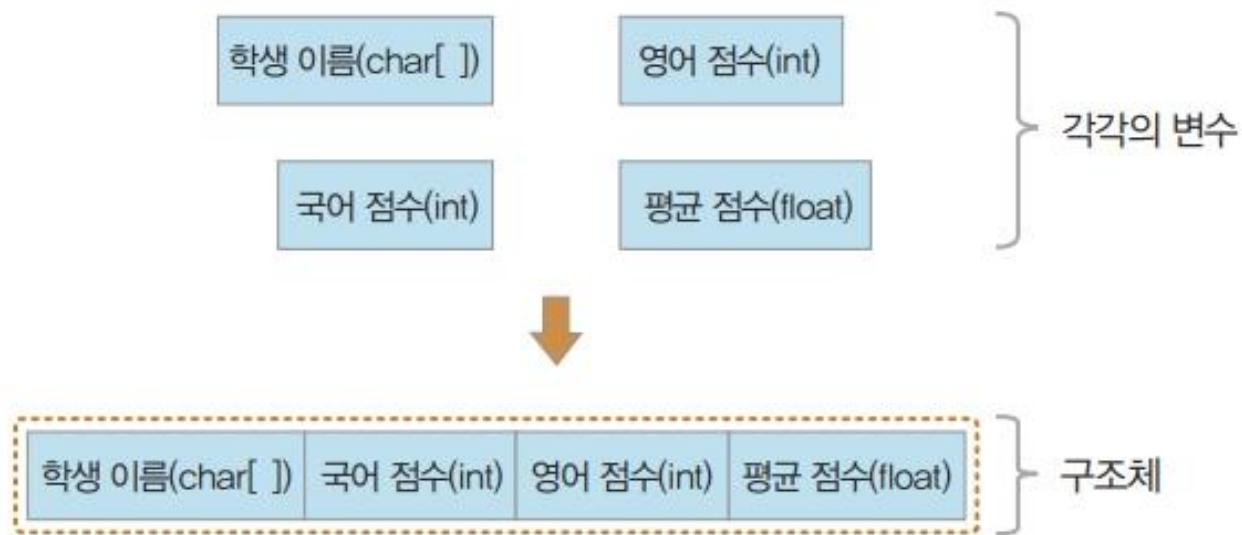 학생 이름(char[ ])
영어 점수(int)
각각의 변수
국어 점수(int)
평균 점수(float)
학생 이름(char[ ])
국어 점수(int)
영어 점수(int)
평균 점수(float)
구조체